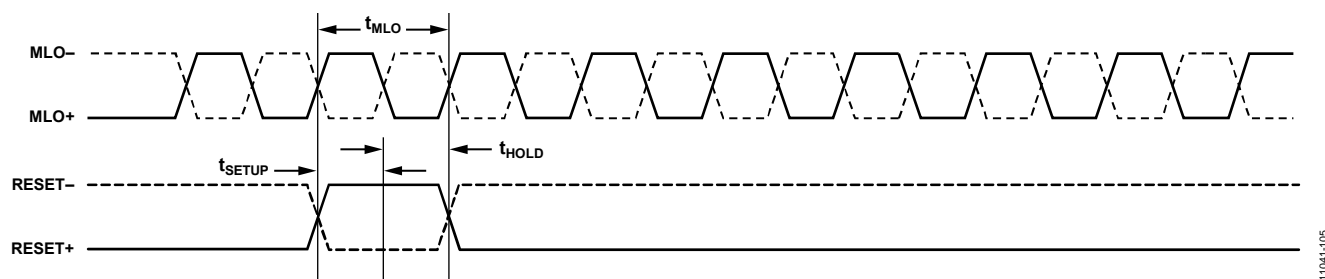 tMLO
MLO–
MLO+
tSETUP
tHOLD
RESET–
RESET+
11041-105